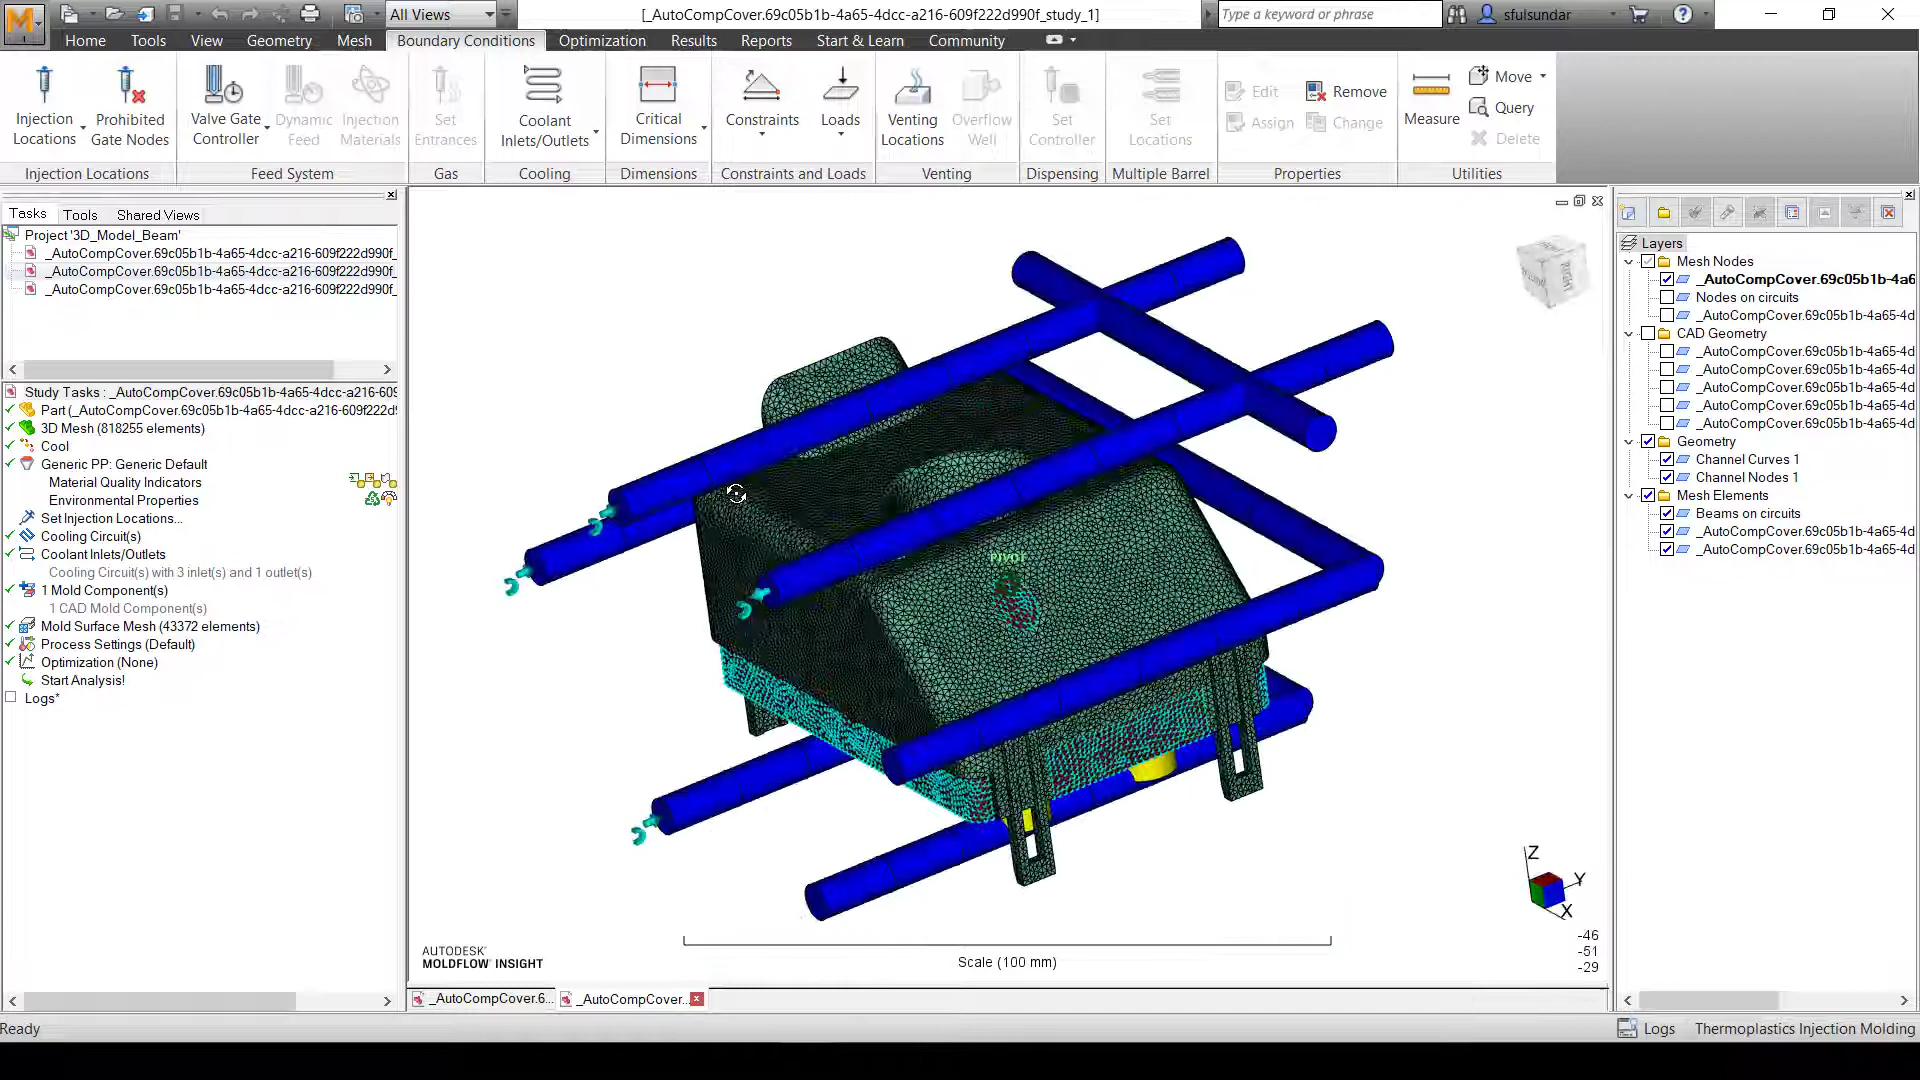 All Views
[_AutoCompCover.69c05b1b-4a65-4dcc-a216-609f222d990f_study_1]
Type a keyword or phrase
sfulsundar
Home Tools View Geometry Mesh Boundary Conditions Optimization Results Reports Start & Learn Community
Injection Locations
Prohibited Gate Nodes
Valve Gate Controller
Dynamic Feed
Injection Materials
Set Entrances
Coolant Inlets/Outlets
Critical Dimensions
Constraints
Loads
Venting Locations
Overflow Well
Set Controller
Set Locations
Edit
Remove
Assign
Change
Measure
Move
Query
Delete
Injection Locations Feed System Gas Cooling Dimensions Constraints and Loads Venting Dispensing Multiple Barrel Properties Utilities
Tasks Tools Shared Views
Project '3D_Model_Beam'
_AutoCompCover.69c05b1b-4a65-4dcc-a216-609f222d990f_
_AutoCompCover.69c05b1b-4a65-4dcc-a216-609f222d990f_
_AutoCompCover.69c05b1b-4a65-4dcc-a216-609f222d990f_
Study Tasks : _AutoCompCover.69c05b1b-4a65-4dcc-a216-609
Part (_AutoCompCover.69c05b1b-4a65-4dcc-a216-609f222d
3D Mesh (818255 elements)
Cool
Generic PP: Generic Default
Material Quality Indicators
Environmental Properties
Set Injection Locations...
Cooling Circuit(s)
Coolant Inlets/Outlets
Cooling Circuit(s) with 3 inlet(s) and 1 outlet(s)
1 Mold Component(s)
1 CAD Mold Component(s)
Mold Surface Mesh (43372 elements)
Process Settings (Default)
Optimization (None)
Start Analysis!
Logs*
PIVOT
RIGHT
Z
Y
X
-46
-51
-29
AUTODESK
MOLDFLOW INSIGHT
Scale (100 mm)
_AutoCompCover.6...
_AutoCompCover...
Layers
Mesh Nodes
_AutoCompCover.69c05b1b-4a6
Nodes on circuits
_AutoCompCover.69c05b1b-4a65-4d
CAD Geometry
_AutoCompCover.69c05b1b-4a65-4d
_AutoCompCover.69c05b1b-4a65-4d
_AutoCompCover.69c05b1b-4a65-4d
_AutoCompCover.69c05b1b-4a65-4d
_AutoCompCover.69c05b1b-4a65-4d
Geometry
Channel Curves 1
Channel Nodes 1
Mesh Elements
Beams on circuits
_AutoCompCover.69c05b1b-4a65-4d
_AutoCompCover.69c05b1b-4a65-4d
Ready
Logs Thermoplastics Injection Molding